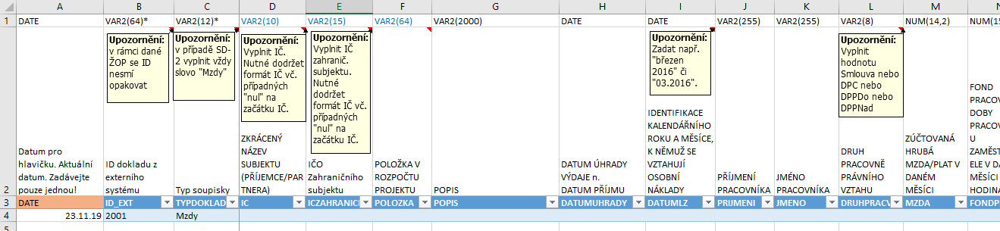 A B C D E F G H I J K L M N
1 DATE VAR2(64)* VAR2(12)* VAR2(10) VAR2(15) VAR2(64) VAR2(2000) DATE DATE VAR2(255) VAR2(255) VAR2(8) NUM(14,2)
Upozornění:
v rámci dané
ŽOP se ID
nesmí
opakovat
Upozornění:
v případě SD-
2 vyplnit vždy
slovo "Mzdy"
Upozornění:
Vyplnit IČ.
Nutné dodržet
formát IČ vč.
případných
"nul" na
začátku IČ.
Upozornění:
Vyplnit IČ
zahranič.
subjektu.
Nutné
dodržet
formát IČ vč.
případných
"nul" na
začátku IČ.
Upozornění:
Zadat např.
"březen
2016" či
"03.2016".
Upozornění:
Vyplnit
hodnotu
Smlouva nebo
DPC nebo
DPPDo nebo
DPPNad
2
Datum pro
hlavičku. Aktuální
datum. Zadávejte
pouze jednou!
ID dokladu z
externího
systému
Typ soupisky
ZKRÁCENÝ
NÁZEV
SUBJEKTU
(PŘÍJEMCE/PAR
TNERA)
IČO
Zahraničního
subjektu
POLOŽKA V
ROZPOČTU
PROJEKTU
POPIS
DATUM ÚHRADY
VÝDAJE n.
DATUM PŘÍJMU
IDENTIFIKACE
KALENDÁŘNÍHO
ROKU A MĚSÍCE,
K NĚMUŽ SE
VZTAHUJÍ
OSOBNÍ
NÁKLADY
PŘÍJMENÍ
PRACOVNÍKA
JMÉNO
PRACOVNÍKA
DRUH
PRACOVNĚ
PRÁVNÍHO
VZTAHU
ZÚČTOVANÁ
HRUBÁ
MZDA/PLAT V
DANÉM
MĚSÍCI
FOND
PRACOV
DOBY
PRACOV
U
ZAMĚST
ELE V DA
MĚSÍCI
HODINA
3 DATE ID_EXT TYPDOKLAD IC ICZAHRANIC POLOZKA POPIS DATUMUHRADY DATUMLZ PRIJMENI JMENO DRUHPRACV MZDA FONDP
4 23.11.19 2001 Mzdy
5